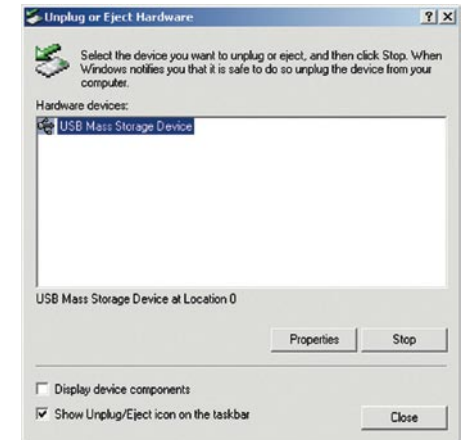 Unplug or Eject Hardware
Select the device you want to unplug or eject, and then click Stop. When
Windows notifies you that it is safe to do so unplug the device from your
computer.
Hardware devices:
USB Mass Storage Device
USB Mass Storage Device at Location 0
Properties Stop
Display device components
Show Unplug/Eject icon on the taskbar
Close